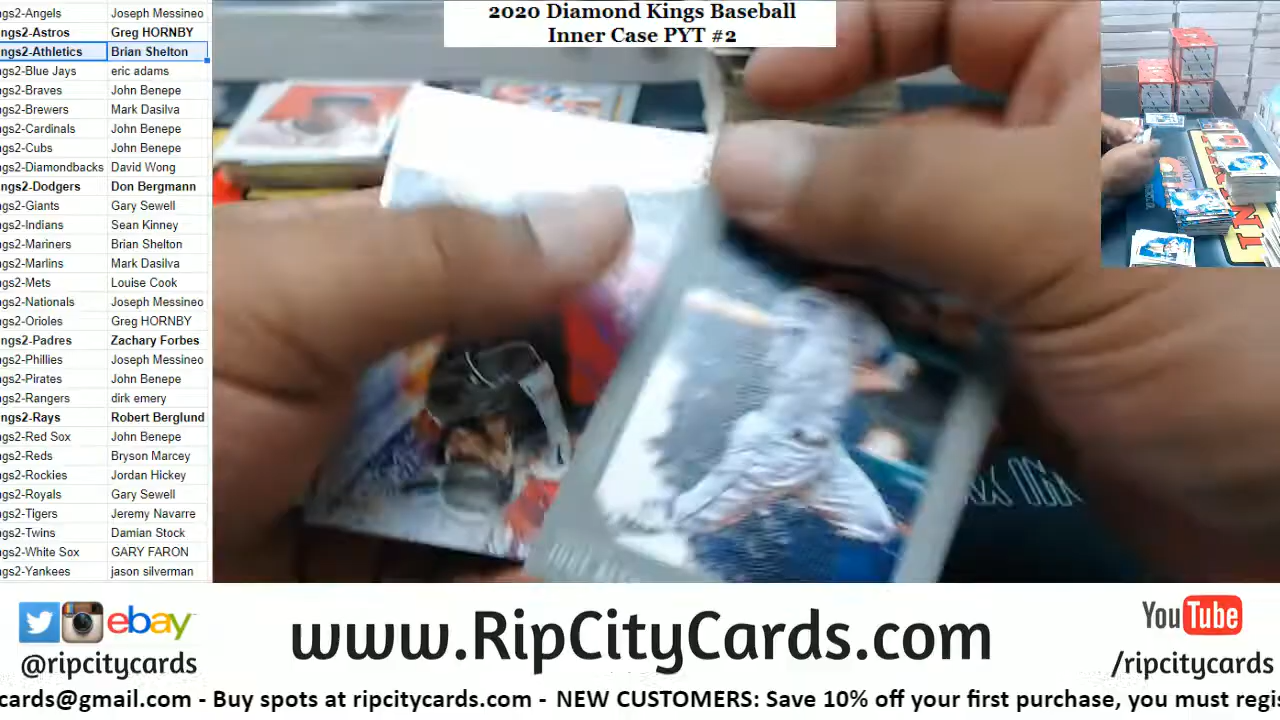 2020 Diamond Kings Baseball
Inner Case PYT #2
ngs2-Angels Joseph Messineo
ngs2-Astros Greg HORNBY
ngs2-Athletics Brian Shelton
ngs2-Blue Jays eric adams
ngs2-Braves John Benepe
ngs2-Brewers Mark Dasilva
ngs2-Cardinals John Benepe
ngs2-Cubs John Benepe
ngs2-Diamondbacks David Wong
ngs2-Dodgers Don Bergmann
ngs2-Giants Gary Sewell
ngs2-Indians Sean Kinney
ngs2-Mariners Brian Shelton
ngs2-Marlins Mark Dasilva
ngs2-Mets Louise Cook
ngs2-Nationals Joseph Messineo
ngs2-Orioles Greg HORNBY
ngs2-Padres Zachary Forbes
ngs2-Phillies Joseph Messineo
ngs2-Pirates John Benepe
ngs2-Rangers dirk emery
ngs2-Rays Robert Berglund
ngs2-Red Sox John Benepe
ngs2-Reds Bryson Marcey
ngs2-Rockies Jordan Hickey
ngs2-Royals Gary Sewell
ngs2-TIgers Jeremy Navarre
ngs2-Twins Damian Stock
ngs2-White Sox GARY FARON
ngs2-Yankees jason silverman
ebay
@ripcitycards
www.RipCityCards.com
YouTube
/ripcitycards
cards@gmail.com - Buy spots at ripcitycards.com - NEW CUSTOMERS: Save 10% off your first purchase, you must regis